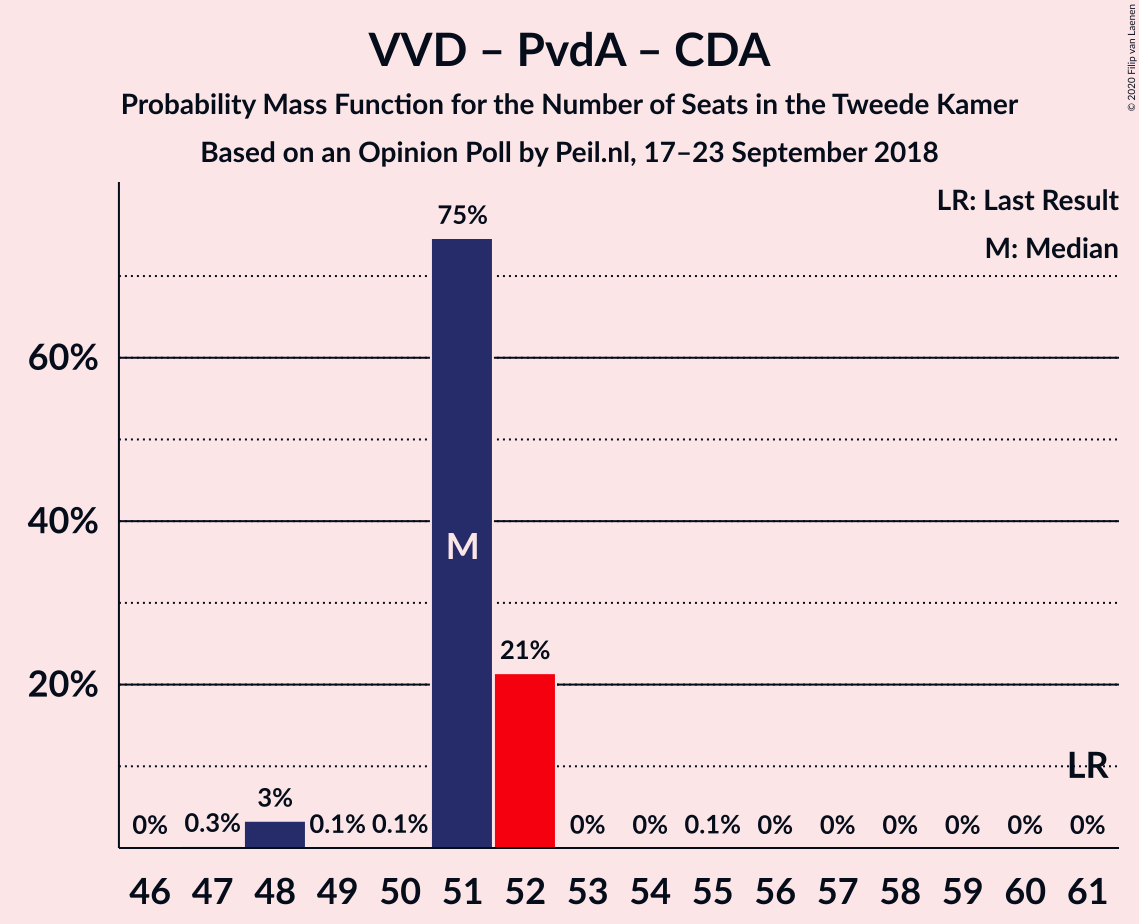 VVD – PvdA – CDA
Probability Mass Function for the Number of Seats in the Tweede Kamer
Based on an Opinion Poll by Peil.nl, 17–23 September 2018
© 2020 Filip van Laenen
LR: Last Result
M: Median
75%
60%
40%
M
21%
20%
LR
0% 0.3% 3% 0.1% 0.1% 0% 0% 0.1% 0% 0% 0% 0% 0% 0%
46 47 48 49 50 51 52 53 54 55 56 57 58 59 60 61